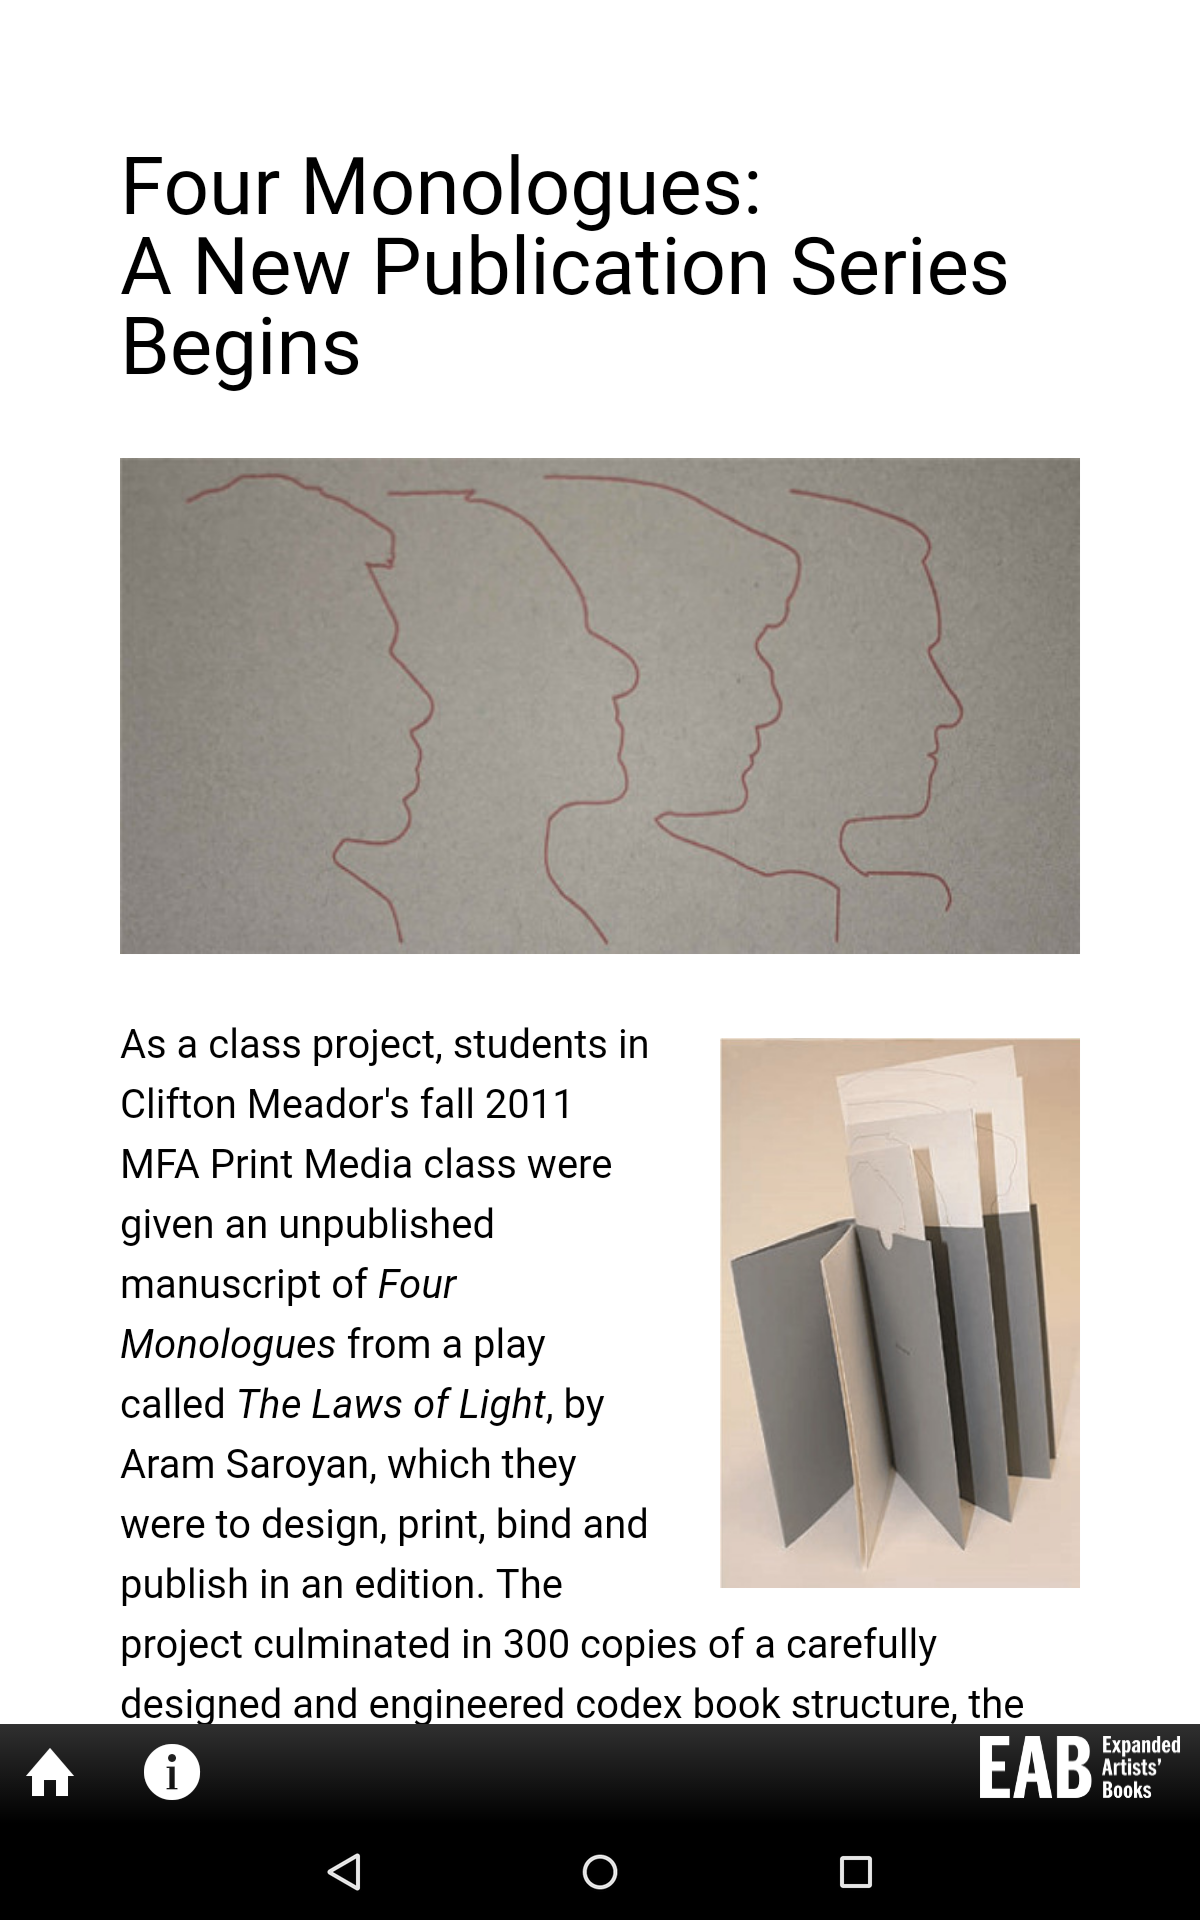 Four Monologues:
A New Publication Series
Begins
As a class project, students in
Clifton Meador's fall 2011
MFA Print Media class were
given an unpublished
manuscript of Four
Monologues from a play
called The Laws of Light, by
Aram Saroyan, which they
were to design, print, bind and
publish in an edition. The
project culminated in 300 copies of a carefully
designed and engineered codex book structure, the
i
EAB
Expanded
Artists’
Books